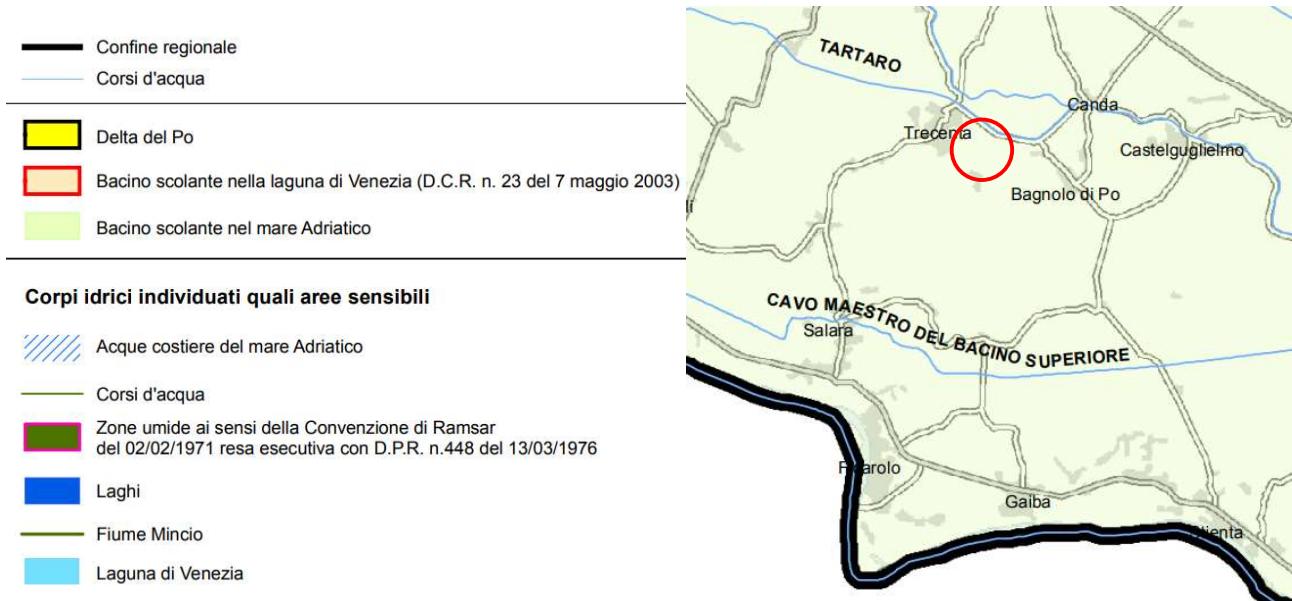 Confine regionale
Corsi d'acqua
Delta del Po
Bacino scolante nella laguna di Venezia (D.C.R. n. 23 del 7 maggio 2003)
Bacino scolante nel mare Adriatico
Corpi idrici individuati quali aree sensibili
Acque costiere del mare Adriatico
Corsi d'acqua
Zone umide ai sensi della Convenzione di Ramsar
del 02/02/1971 resa esecutiva con D.P.R. n.448 del 13/03/1976
Laghi
Fiume Mincio
Laguna di Venezia
TARTARO
Canda
Trecenta
Castelguglielmo
Bagnolo di Po
CAVO MAESTRO DEL BACINO SUPERIORE
Salara
Gaiba